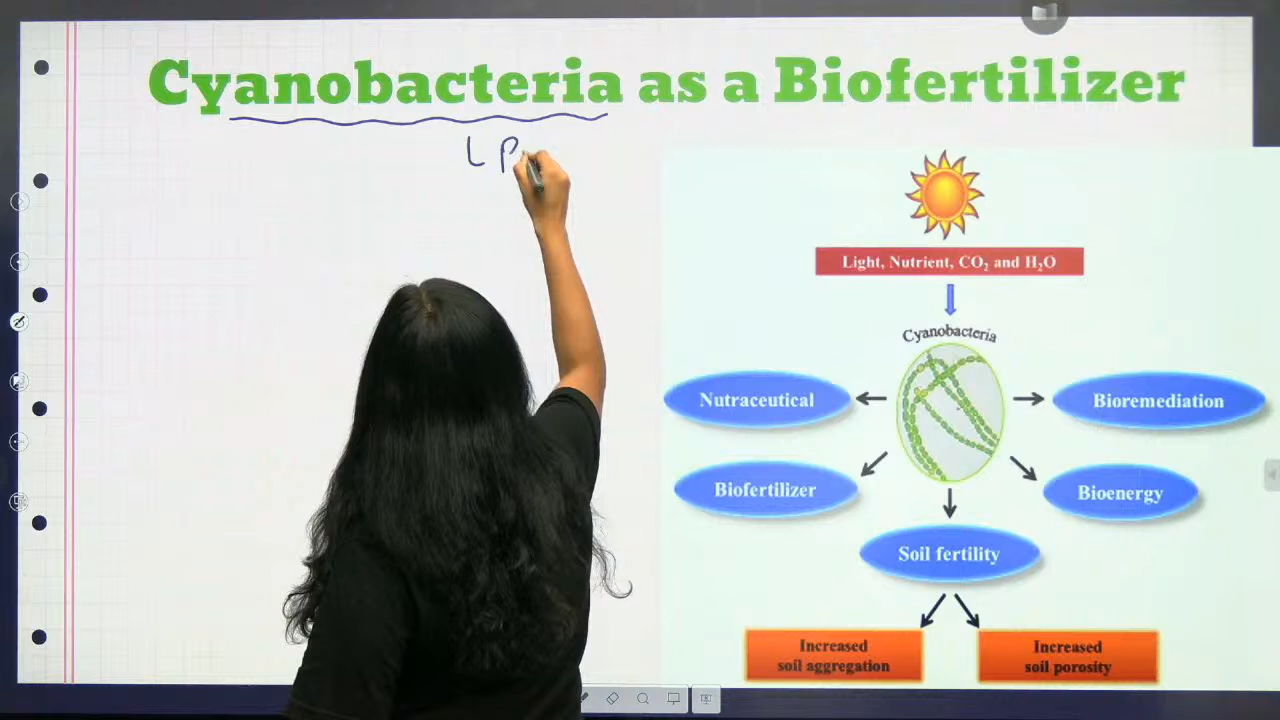 Cyanobacteria as a Biofertilizer
L P
Light, Nutrient, CO₂ and H₂O
Cyanobacteria
Nutraceutical
Bioremediation
Biofertilizer
Bioenergy
Soil fertility
Increased
soil aggregation
Increased
soil porosity